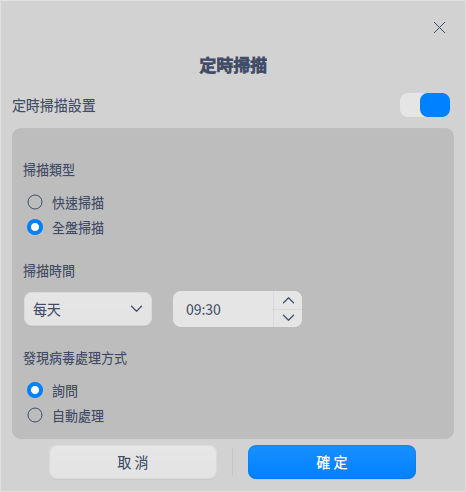 定時掃描
定時掃描設置
掃描類型
快速掃描
全盤掃描
掃描時間
每天
09:30
發現病毒處理方式
詢問
自動處理
取消
確定